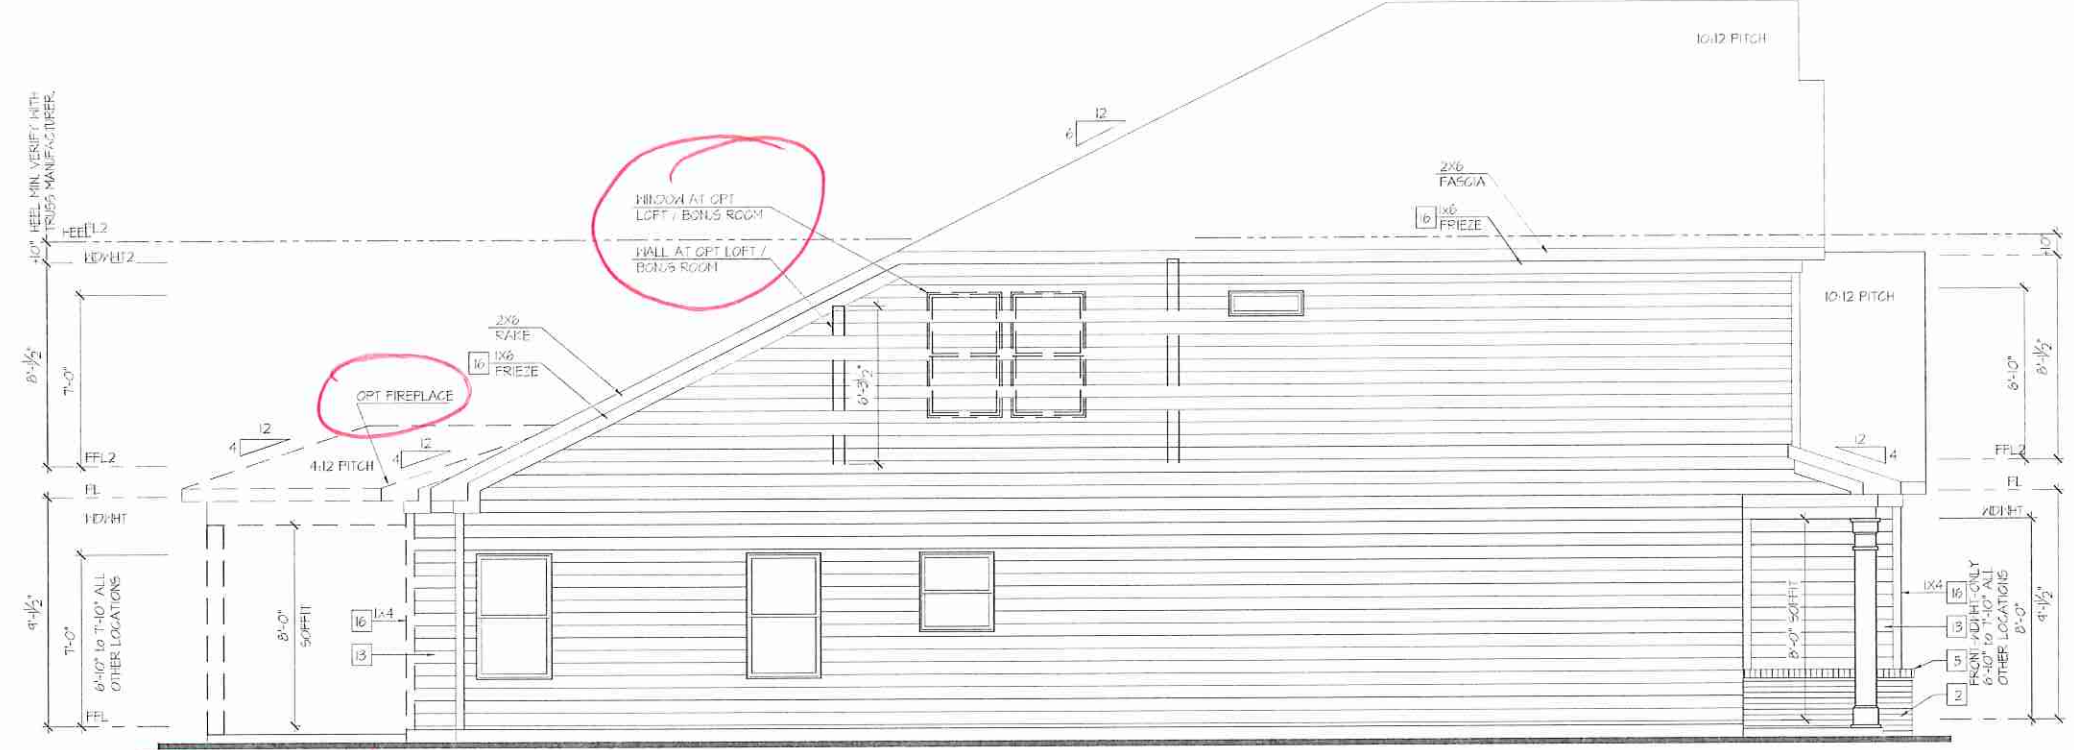 10:12 PITCH
12
6
+10" HEEL MIN. VERIFY WITH
TRUSS MANUFACTURER.
HEEL
FL2
WDWHT2
WINDOW AT OPT
LOFT / BONUS ROOM
WALL AT OPT LOFT /
BONUS ROOM
2X6
FASCIA
16
1X6
FRIEZE
+10"
10:12 PITCH
2X6
RAKE
16
1X6
FRIEZE
OPT FIREPLACE
8'-1½"
7'-0"
6'-3½"
6'-10"
8'-1½"
12
4
12
4
4:12 PITCH
12
4
FFL2
FFL2
FL
FL
WDWHT
WDWHT
9'-1½"
7'-0"
6'-10" to 7'-10" ALL
OTHER LOCATIONS
8'-0"
SOFFIT
16
1X4
13
8'-0" SOFFIT
1X4
16
13
5
2
FRONT-WDWHT-ONLY
6'-10" to 7'-10" ALL
OTHER LOCATIONS
8'-0"
9'-1½"
FFL